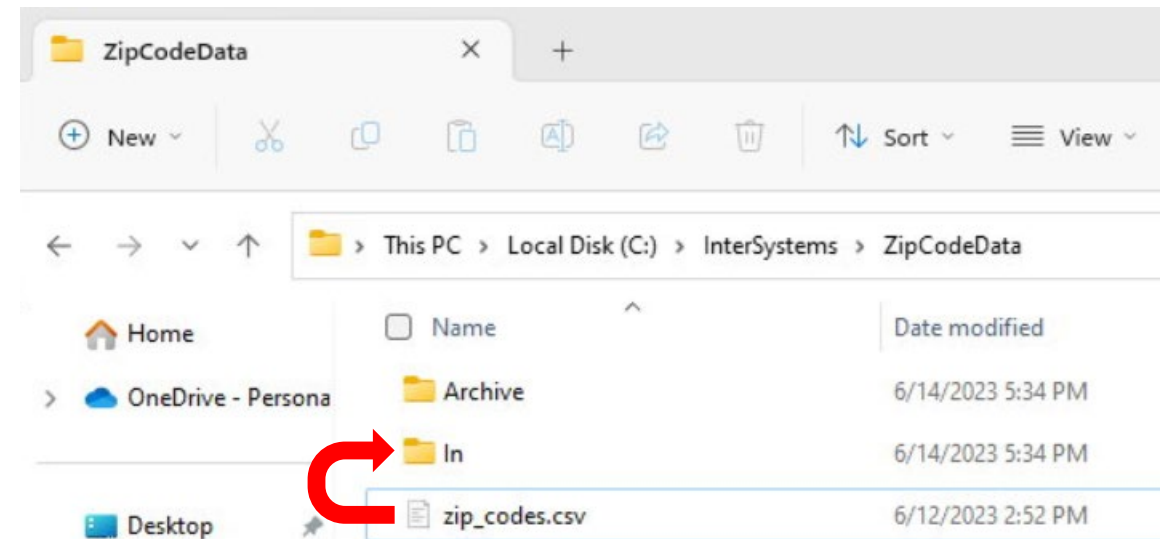 ZipCodeData
New
Sort
View
This PC > Local Disk (C:) > InterSystems > ZipCodeData
Home
Name
Date modified
OneDrive - Persona
Archive
6/14/2023 5:34 PM
In
6/14/2023 5:34 PM
Desktop
zip_codes.csv
6/12/2023 2:52 PM